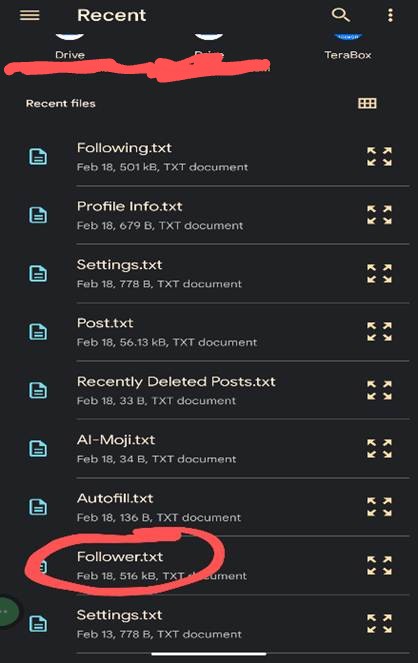 Recent
Drive
Drive
TeraBox
Recent files
Following.txt
Feb 18, 501 kB, TXT document
Profile Info.txt
Feb 18, 679 B, TXT document
Settings.txt
Feb 18, 778 B, TXT document
Post.txt
Feb 18, 56.13 kB, TXT document
Recently Deleted Posts.txt
Feb 18, 33 B, TXT document
AI-Moji.txt
Feb 18, 34 B, TXT document
Autofill.txt
Feb 18, 136 B, TXT document
Follower.txt
Feb 18, 516 kB, TXT document
Settings.txt
Feb 13, 778 B, TXT document